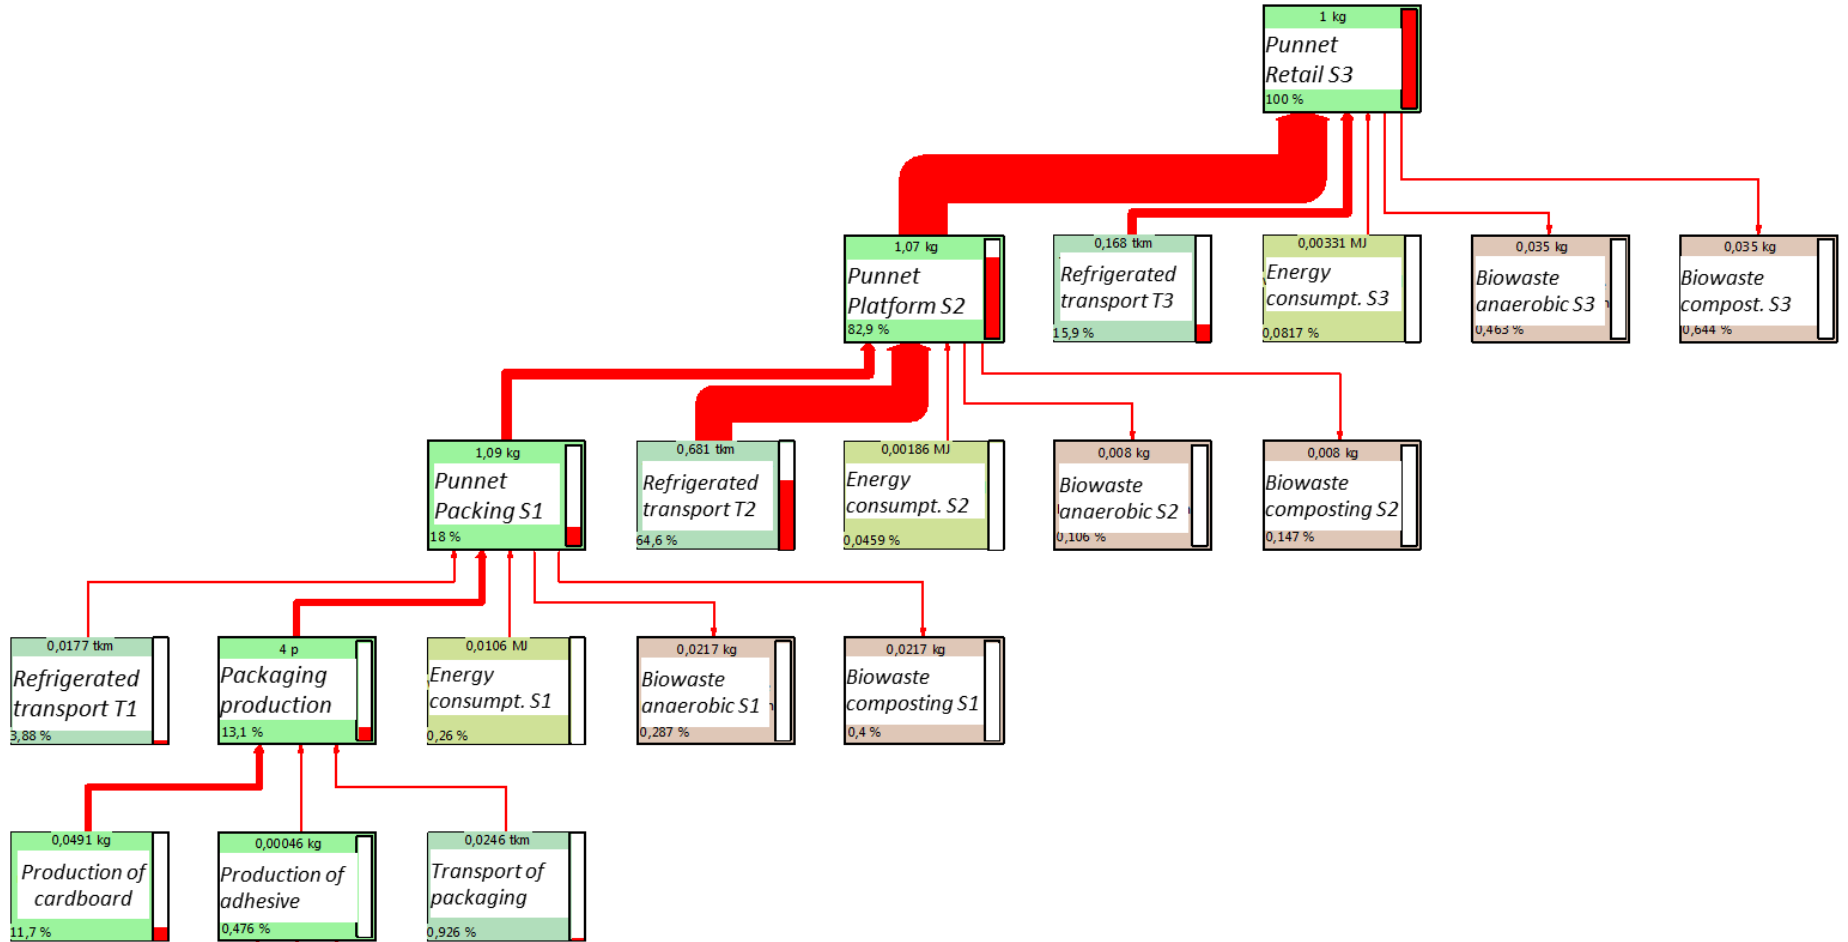 1 kg
Punnet
Retail S3
100 %
1,07 kg
Punnet
Platform S2
82,9 %
0,168 tkm
Refrigerated
transport T3
15,9 %
0,00331 MJ
Energy
consumpt. S3
0,0817 %
0,035 kg
Biowaste
anaerobic S3
0,463 %
0,035 kg
Biowaste
compost. S3
0,644 %
1,09 kg
Punnet
Packing S1
18 %
0,681 tkm
Refrigerated
transport T2
64,6 %
0,00186 MJ
Energy
consumpt. S2
0,0459 %
0,008 kg
Biowaste
anaerobic S2
0,106 %
0,008 kg
Biowaste
composting S2
0,147 %
0,0177 tkm
Refrigerated
transport T1
3,88 %
4 p
Packaging
production
13,1 %
0,0106 MJ
Energy
consumpt. S1
0,26 %
0,0217 kg
Biowaste
anaerobic S1
0,287 %
0,0217 kg
Biowaste
composting S1
0,4 %
0,0491 kg
Production of
cardboard
11,7 %
0,00046 kg
Production of
adhesive
0,476 %
0,0246 tkm
Transport of
packaging
0,926 %